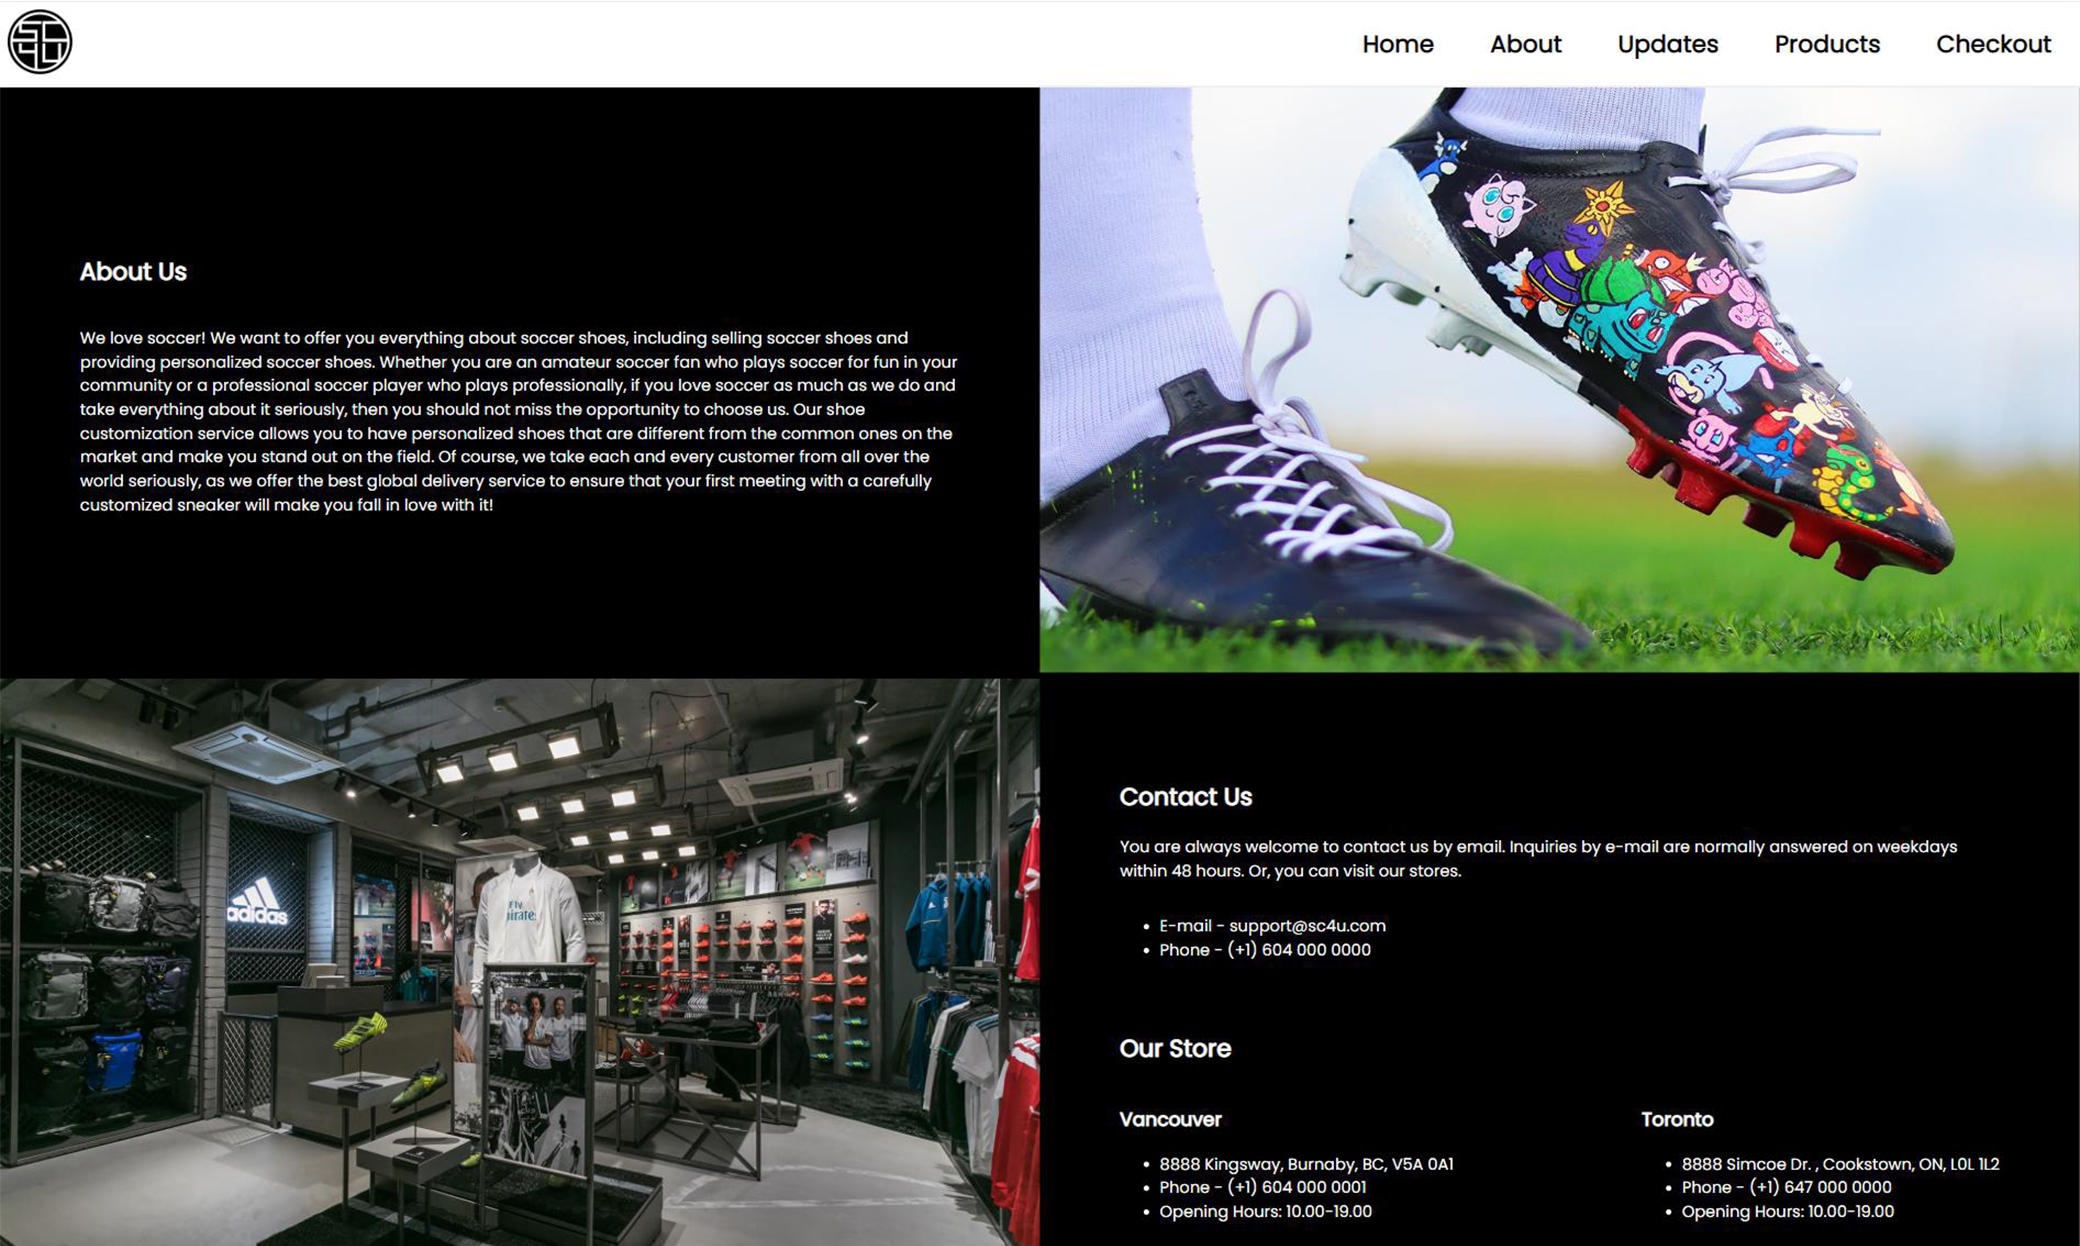 SC
4U
Home About Updates Products Checkout
About Us
We love soccer! We want to offer you everything about soccer shoes, including selling soccer shoes and
providing personalized soccer shoes. Whether you are an amateur soccer fan who plays soccer for fun in your
community or a professional soccer player who plays professionally, if you love soccer as much as we do and
take everything about it seriously, then you should not miss the opportunity to choose us. Our shoe
customization service allows you to have personalized shoes that are different from the common ones on the
market and make you stand out on the field. Of course, we take each and every customer from all over the
world seriously, as we offer the best global delivery service to ensure that your first meeting with a carefully
customized sneaker will make you fall in love with it!
adidas
Fly
Contact Us
You are always welcome to contact us by email. Inquiries by e-mail are normally answered on weekdays
within 48 hours. Or, you can visit our stores.
• E-mail - support@sc4u.com
• Phone - (+1) 604 000 0000
Our Store
Vancouver
• 8888 Kingsway, Burnaby, BC, V5A 0A1
• Phone - (+1) 604 000 0001
• Opening Hours: 10.00-19.00
Toronto
• 8888 Simcoe Dr. , Cookstown, ON, L0L 1L2
• Phone - (+1) 647 000 0000
• Opening Hours: 10.00-19.00